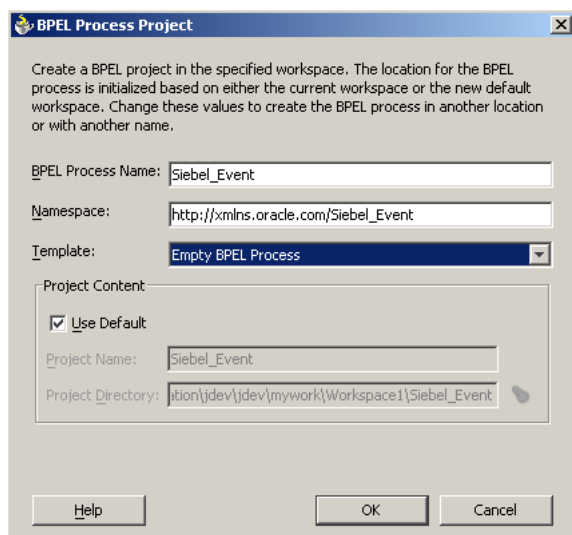 BPEL Process Project
Create a BPEL project in the specified workspace. The location for the BPEL
process is initialized based on either the current workspace or the new default
workspace. Change these values to create the BPEL process in another location
or with another name.
BPEL Process Name: Siebel_Event
Namespace: http://xmlns.oracle.com/Siebel_Event
Template: Empty BPEL Process
Project Content
Use Default
Project Name: Siebel_Event
Project Directory: ation\jdev\jdev\mywork\Workspace1\Siebel_Event
Help OK Cancel